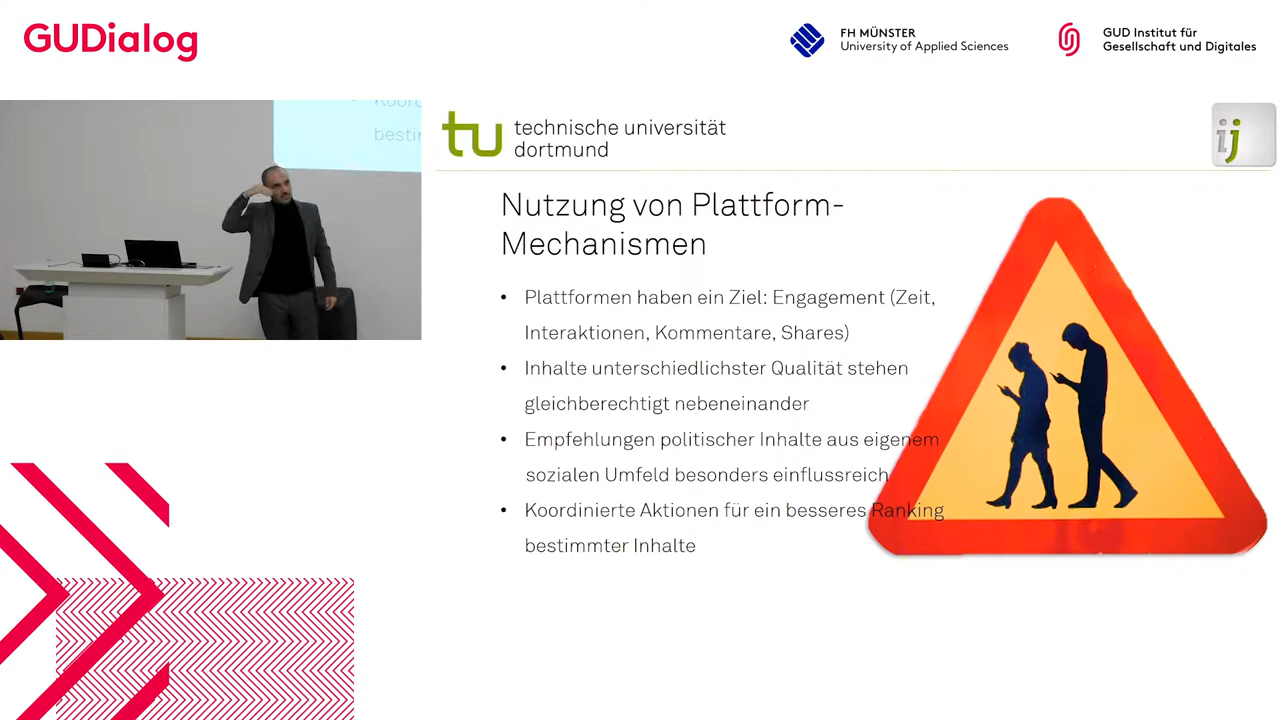 GUDialog
FH MÜNSTER
University of Applied Sciences
GUD Institut für
Gesellschaft und Digitales
technische universität
dortmund
tu
ij
Nutzung von Plattform-
Mechanismen
• Plattformen haben ein Ziel: Engagement (Zeit,
Interaktionen, Kommentare, Shares)
• Inhalte unterschiedlichster Qualität stehen
gleichberechtigt nebeneinander
• Empfehlungen politischer Inhalte aus eigenem
sozialen Umfeld besonders einflussreich
• Koordinierte Aktionen für ein besseres Ranking
bestimmter Inhalte